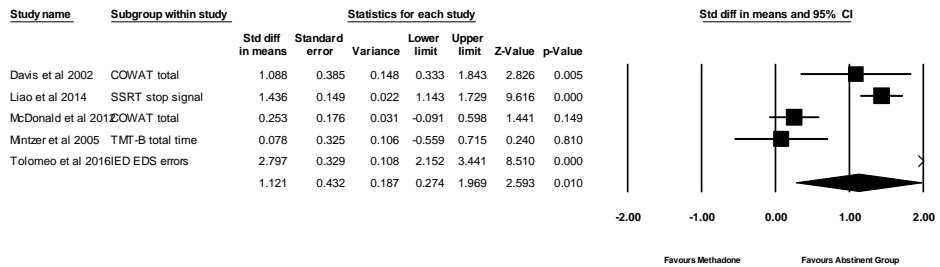 Study name Subgroup within study Statistics for each study Std diff in means and 95% CI
Std diff Standard Lower Upper
in means error Variance limit limit Z-Value p-Value
Davis et al 2002 COWAT total 1.088 0.385 0.148 0.333 1.843 2.826 0.005
Liao et al 2014 SSRT stop signal 1.436 0.149 0.022 1.143 1.729 9.616 0.000
McDonald et al 2012 COWAT total 0.253 0.176 0.031 -0.091 0.598 1.441 0.149
Mintzer et al 2005 TMT-B total time 0.078 0.325 0.106 -0.559 0.715 0.240 0.810
Tolomeo et al 2016 IED EDS errors 2.797 0.329 0.108 2.152 3.441 8.510 0.000
1.121 0.432 0.187 0.274 1.969 2.593 0.010
-2.00 -1.00 0.00 1.00 2.00
Favours Methadone Favours Abstinent Group